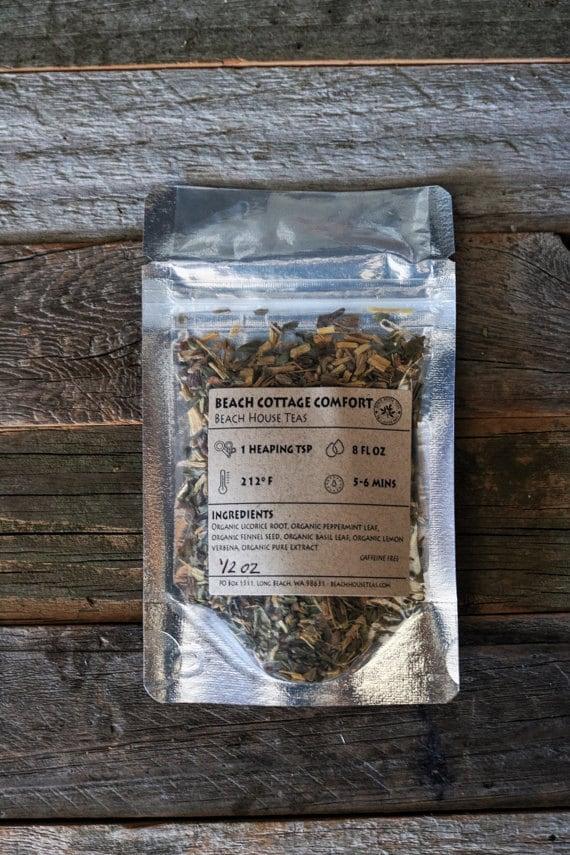 BEACH COTTAGE COMFORT
BEACH HOUSE TEAS
1 HEAPING TSP
8 FL OZ
212° F
5-6 MINS
INGREDIENTS
ORGANIC LICORICE ROOT, ORGANIC PEPPERMINT LEAF,
ORGANIC FENNEL SEED, ORGANIC BASIL LEAF, ORGANIC LEMON
VERBENA, ORGANIC PURE EXTRACT
CAFFEINE FREE
1/2 OZ
PO BOX 1511, LONG BEACH, WA 98631 - BEACHHOUSETEAS.COM